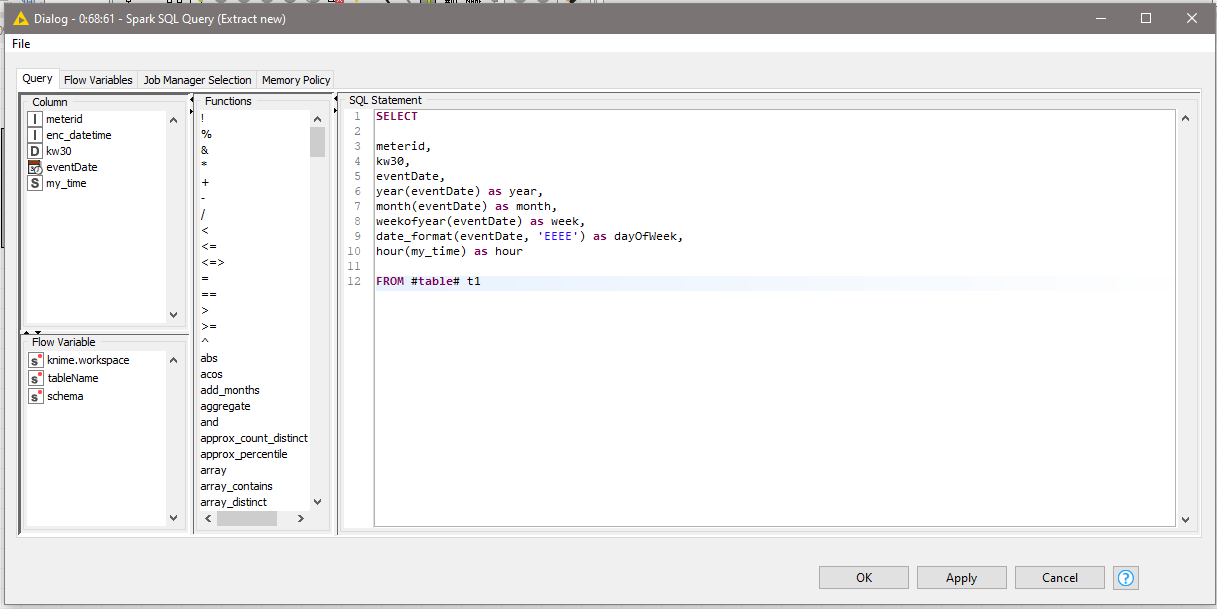 Dialog - 0:68:61 - Spark SQL Query (Extract new)
File
Query Flow Variables Job Manager Selection Memory Policy
Column
I meterid
I enc_datetime
D kw30
eventDate
S my_time
Flow Variable
s knime.workspace
s tableName
s schema
Functions
!
%
&
*
+
-
/
<
<=
<=>
=
==
>
>=
^
abs
acos
add_months
aggregate
and
approx_count_distinct
approx_percentile
array
array_contains
array_distinct
SQL Statement
1 SELECT
2
3 meterid,
4 kw30,
5 eventDate,
6 year(eventDate) as year,
7 month(eventDate) as month,
8 weekofyear(eventDate) as week,
9 date_format(eventDate, 'EEEE') as dayOfWeek,
10 hour(my_time) as hour
11
12 FROM #table# t1
OK Apply Cancel ?